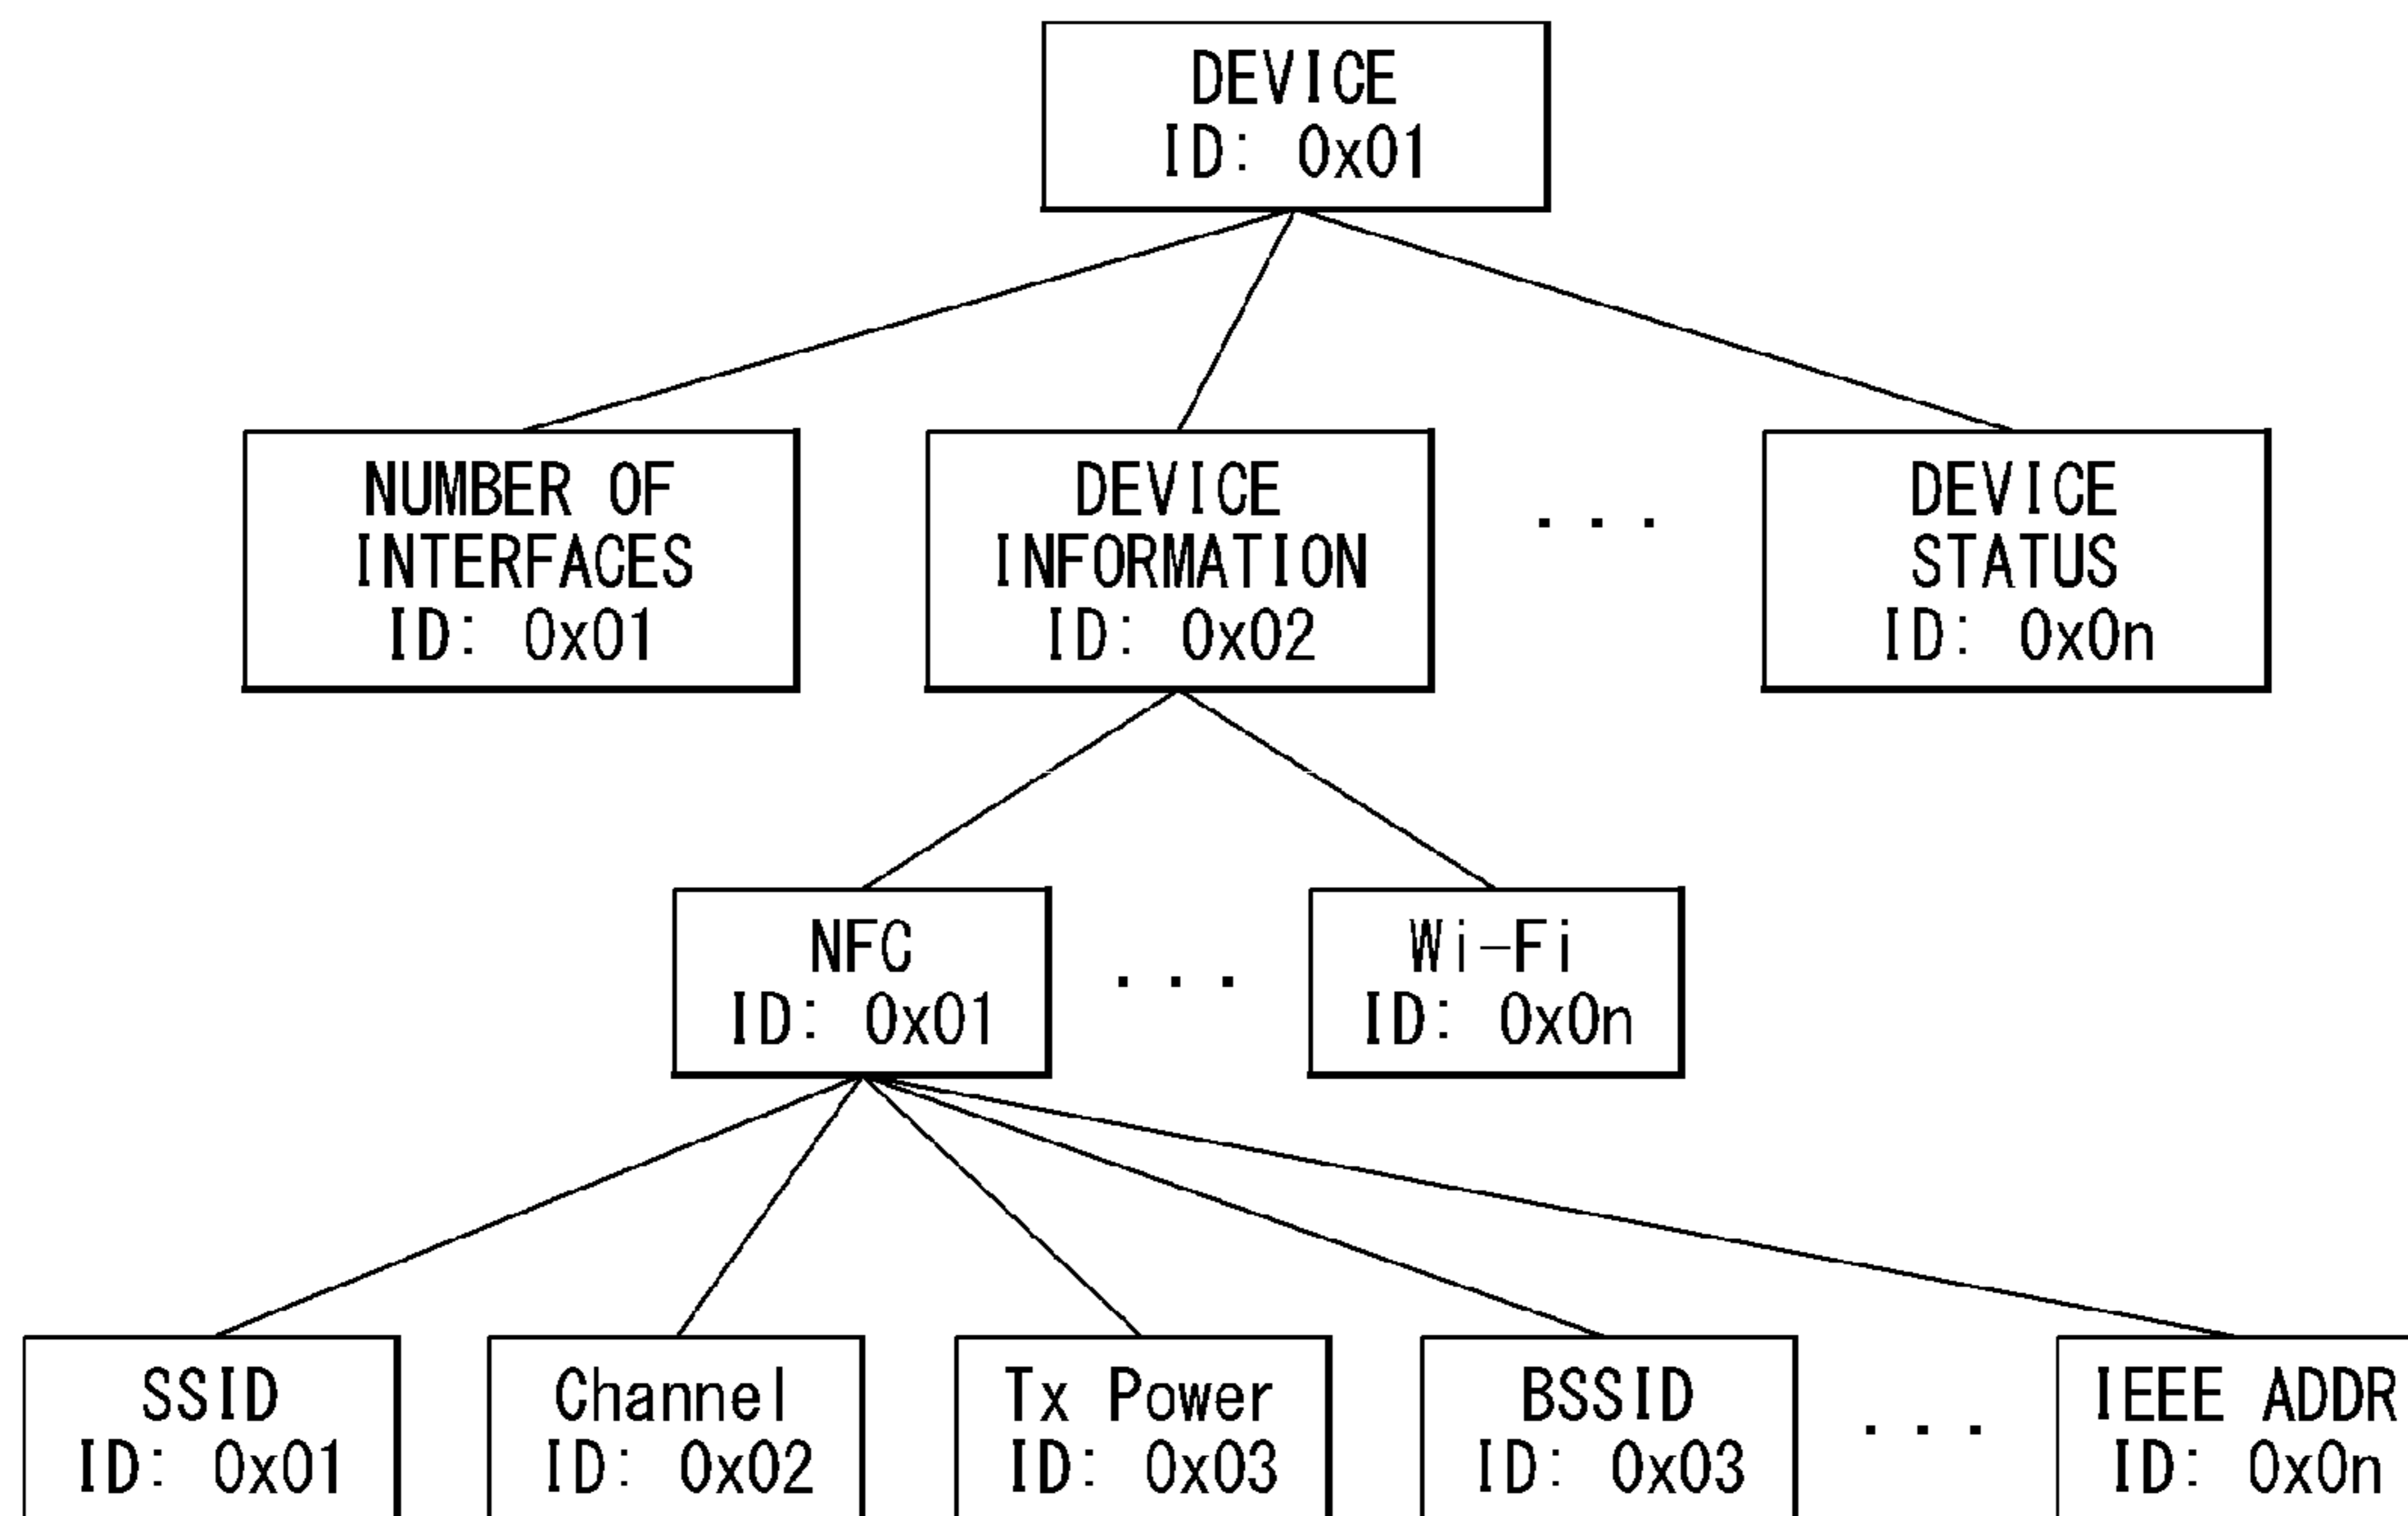 DEVICE
ID: 0x01
NUMBER OF
INTERFACES
ID: 0x01
DEVICE
INFORMATION
ID: 0x02
...
DEVICE
STATUS
ID: 0x0n
NFC
ID: 0x01
...
Wi-Fi
ID: 0x0n
SSID
ID: 0x01
Channel
ID: 0x02
Tx Power
ID: 0x03
BSSID
ID: 0x03
...
IEEE ADDR
ID: 0x0n